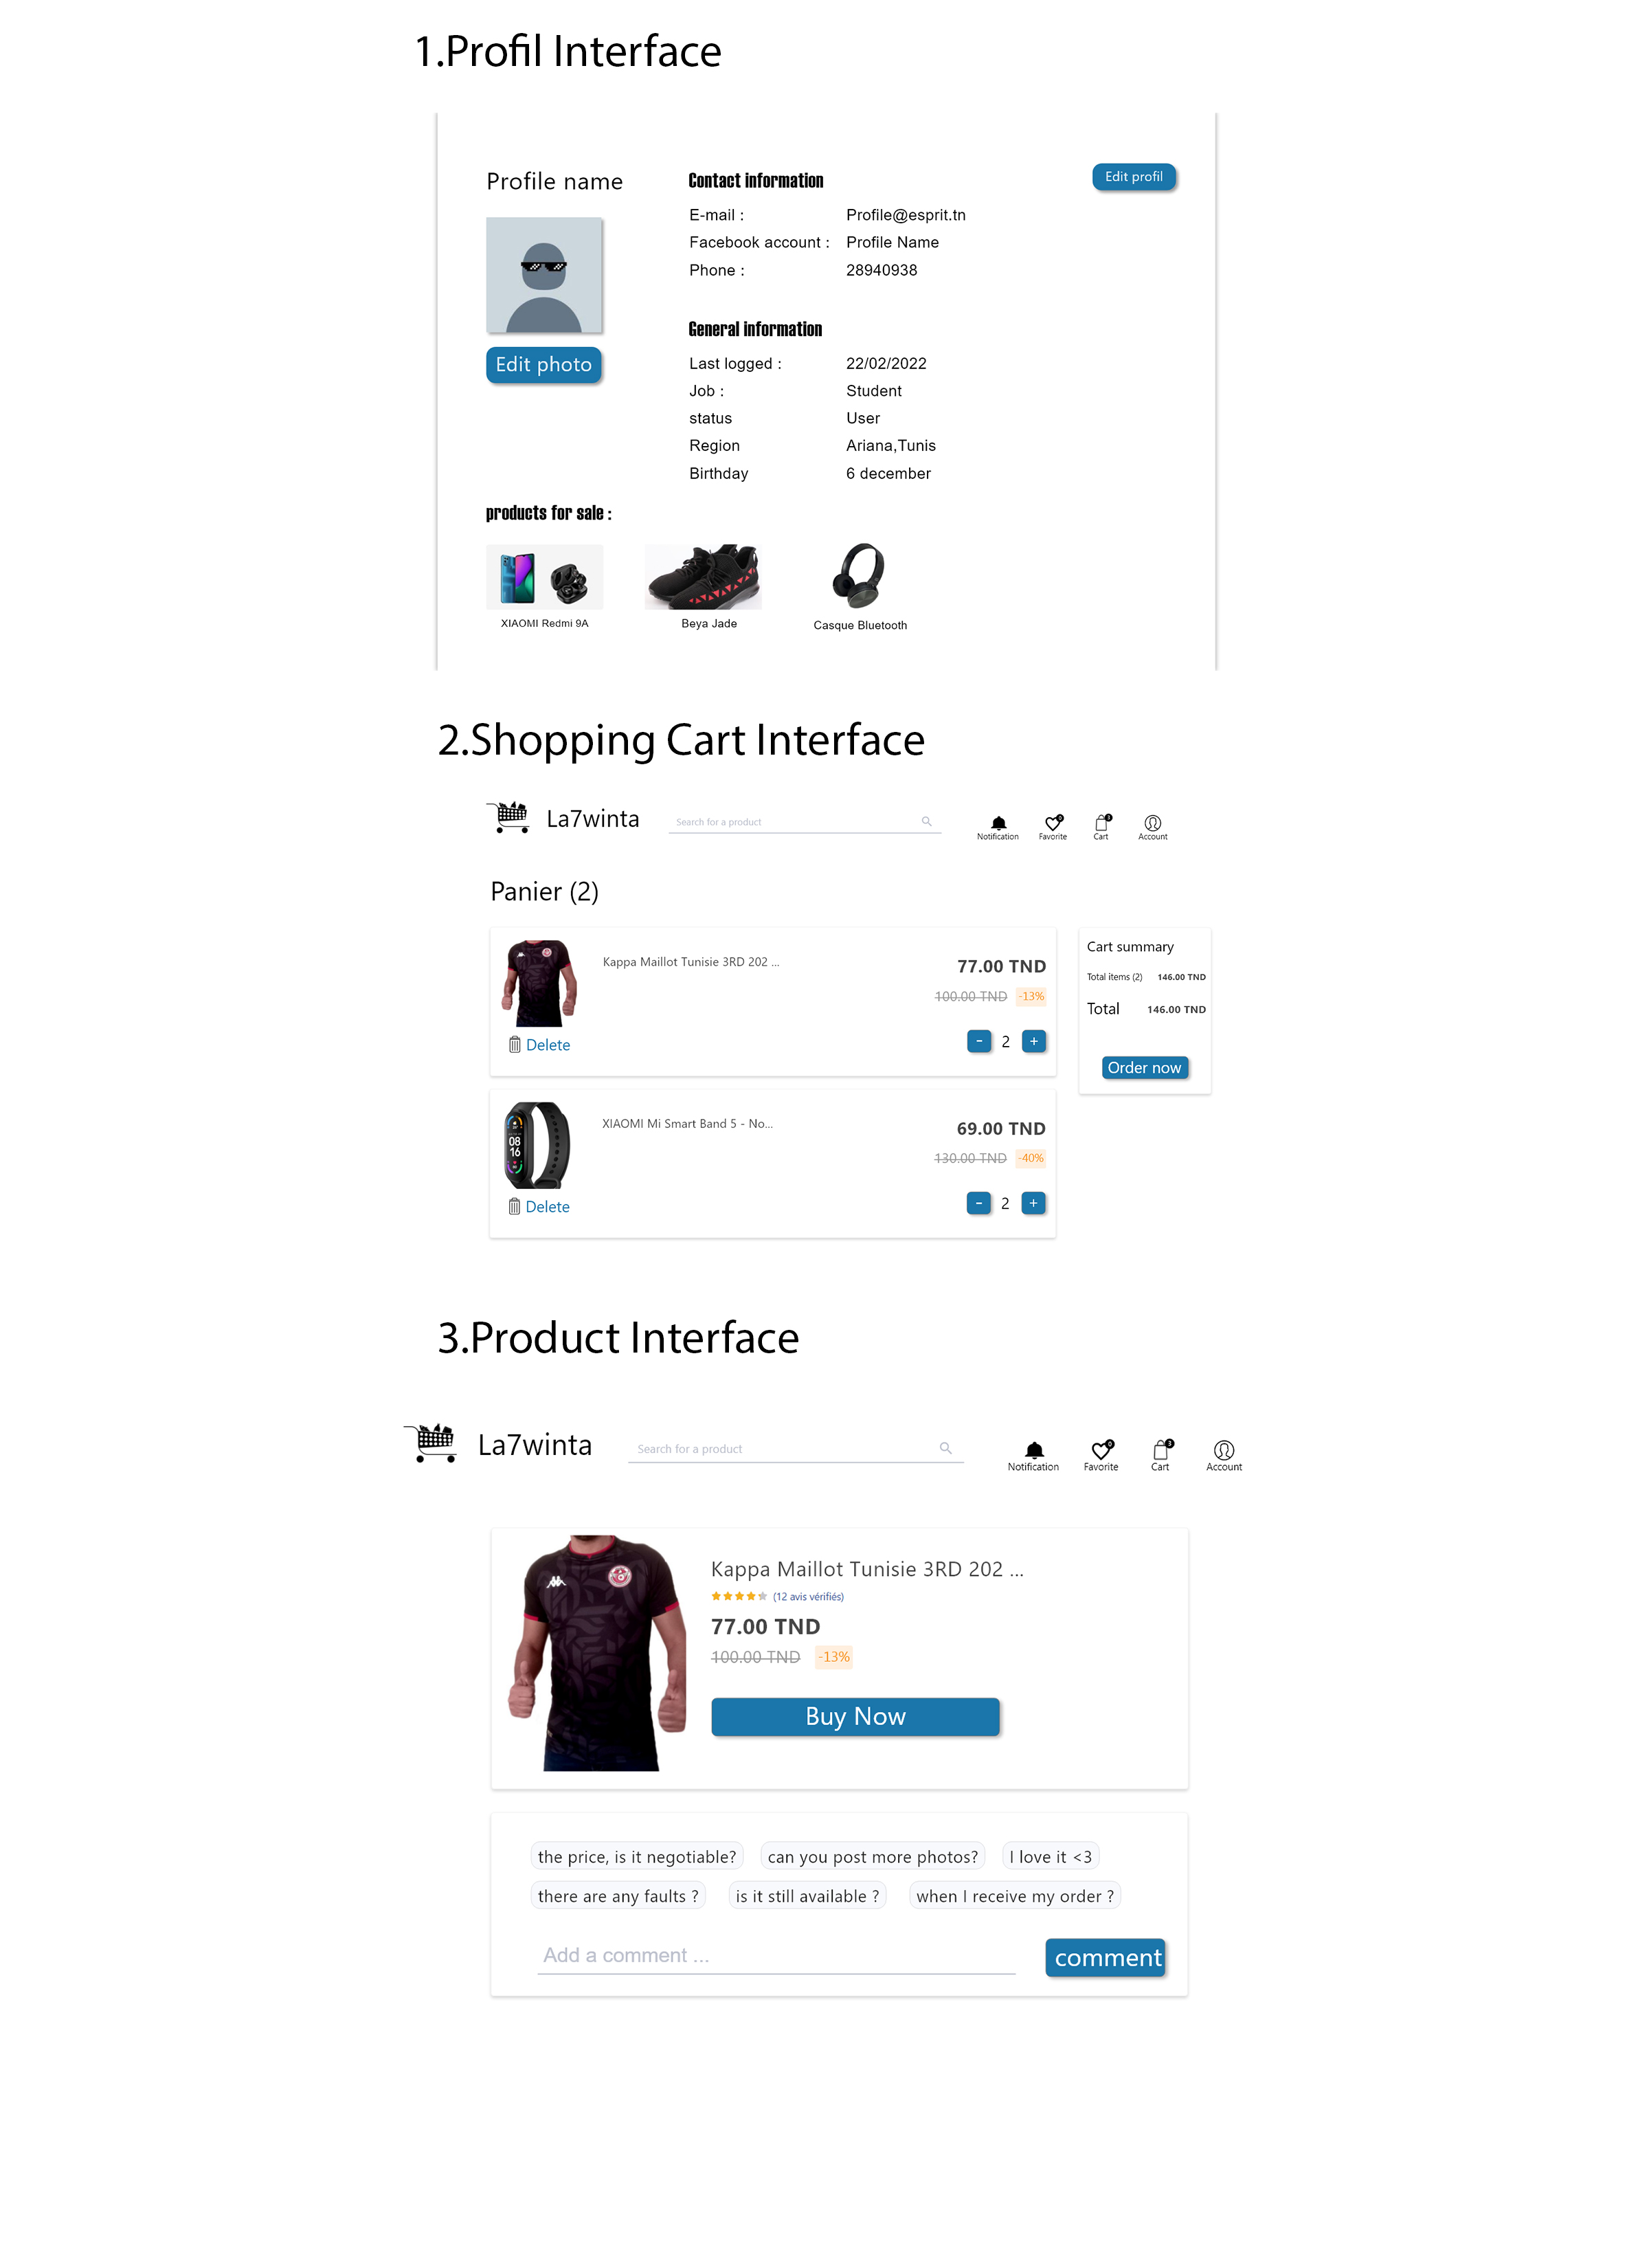 1.Profil Interface
Profile name
Edit photo
Contact information
E-mail : Profile@esprit.tn
Facebook account : Profile Name
Phone : 28940938
General information
Last logged : 22/02/2022
Job : Student
status User
Region Ariana,Tunis
Birthday 6 december
Edit profil
products for sale :
XIAOMI Redmi 9A
Beya Jade
Casque Bluetooth
2.Shopping Cart Interface
La7winta
Search for a product
Notification
Favorite
Cart
Account
Panier (2)
Kappa Maillot Tunisie 3RD 202 ...
77.00 TND
100.00 TND -13%
Delete
- 2 +
XIAOMI Mi Smart Band 5 - No...
08
16
69.00 TND
130.00 TND -40%
Delete
- 2 +
Cart summary
Total items (2) 146.00 TND
Total 146.00 TND
Order now
3.Product Interface
La7winta
Search for a product
Notification
0
Favorite
3
Cart
Account
Kappa Maillot Tunisie 3RD 202 ...
(12 avis vérifiés)
77.00 TND
100.00 TND -13%
Buy Now
the price, is it negotiable? can you post more photos? I love it <3
there are any faults ? is it still available ? when I receive my order ?
Add a comment ...
comment